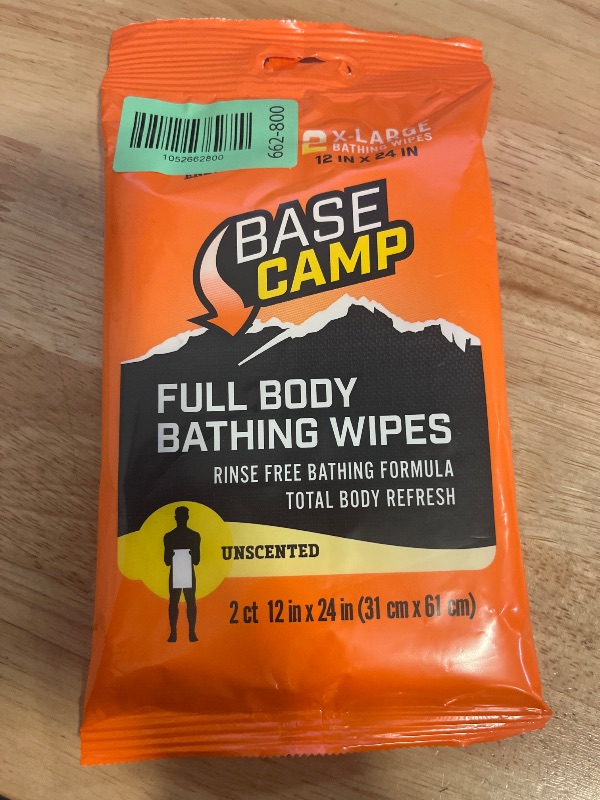 1052662800
662-800
2 X-LARGE
BATHING WIPES
12 IN X 24 IN
BASE
CAMP
FULL BODY
BATHING WIPES
RINSE FREE BATHING FORMULA
TOTAL BODY REFRESH
UNSCENTED
2 ct 12 in x 24 in (31 cm x 61 cm)